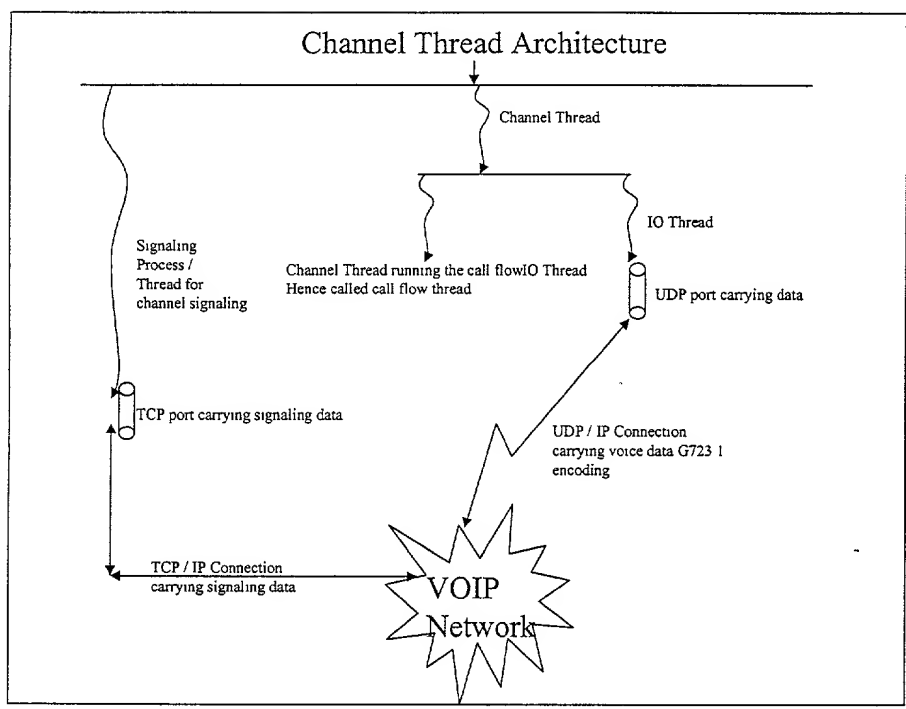 Channel Thread Architecture
Channel Thread
IO Thread
Signaling
Process /
Thread for
channel signaling
Channel Thread running the call flowIO Thread
Hence called call flow thread
UDP port carrying data
TCP port carrying signaling data
UDP / IP Connection
carrying voice data G723 1
encoding
TCP / IP Connection
carrying signaling data
VOIP
Network